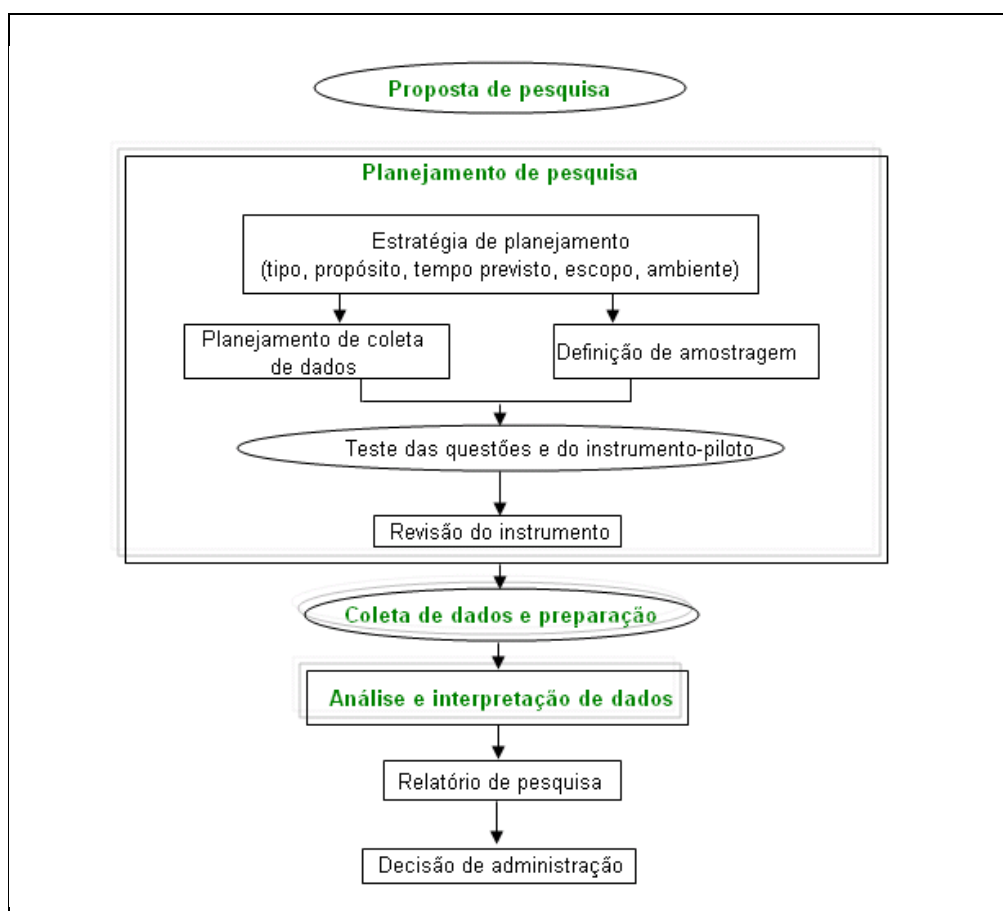 Proposta de pesquisa
Planejamento de pesquisa
Estratégia de planejamento
(tipo, propósito, tempo previsto, escopo, ambiente)
Planejamento de coleta
de dados
Definição de amostragem
Teste das questões e do instrumento-piloto
Revisão do instrumento
Coleta de dados e preparação
Análise e interpretação de dados
Relatório de pesquisa
Decisão de administração